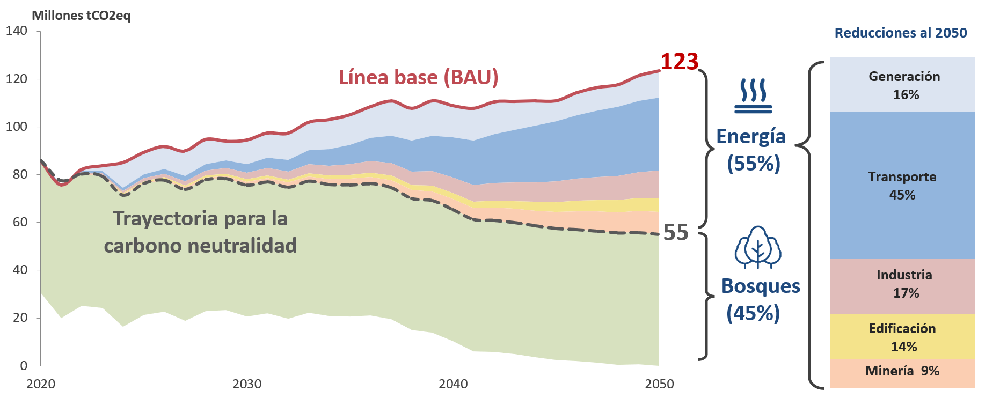 Millones tCO2eq
140
120
100
80
60
40
20
0
2020
2030
2040
2050
Línea base (BAU)
123
Trayectoria para la
carbono neutralidad
55
Energía
(55%)
Bosques
(45%)
Reducciones al 2050
Generación
16%
Transporte
45%
Industria
17%
Edificación
14%
Minería 9%